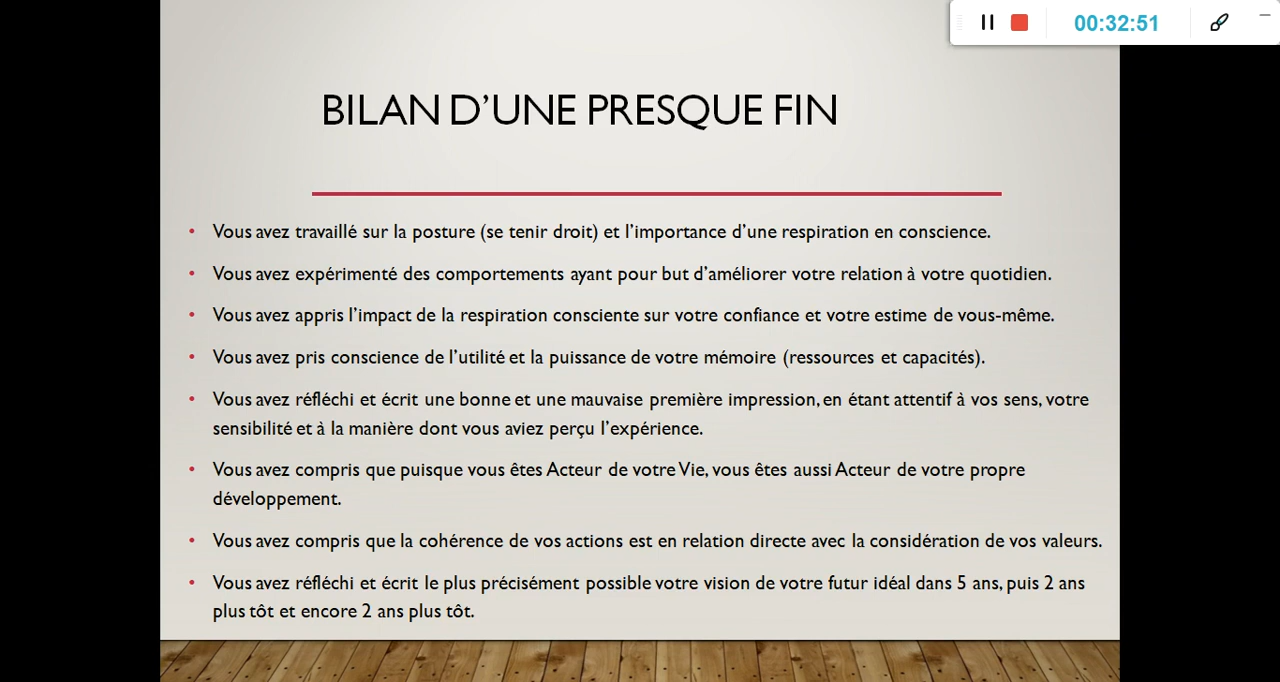 00:32:51
BILAN D’UNE PRESQUE FIN
• Vous avez travaillé sur la posture (se tenir droit) et l’importance d’une respiration en conscience.
• Vous avez expérimenté des comportements ayant pour but d’améliorer votre relation à votre quotidien.
• Vous avez appris l’impact de la respiration consciente sur votre confiance et votre estime de vous-même.
• Vous avez pris conscience de l’utilité et la puissance de votre mémoire (ressources et capacités).
• Vous avez réfléchi et écrit une bonne et une mauvaise première impression, en étant attentif à vos sens, votre
sensibilité et à la manière dont vous aviez perçu l’expérience.
• Vous avez compris que puisque vous êtes Acteur de votre Vie, vous êtes aussi Acteur de votre propre
développement.
• Vous avez compris que la cohérence de vos actions est en relation directe avec la considération de vos valeurs.
• Vous avez réfléchi et écrit le plus précisément possible votre vision de votre futur idéal dans 5 ans, puis 2 ans
plus tôt et encore 2 ans plus tôt.